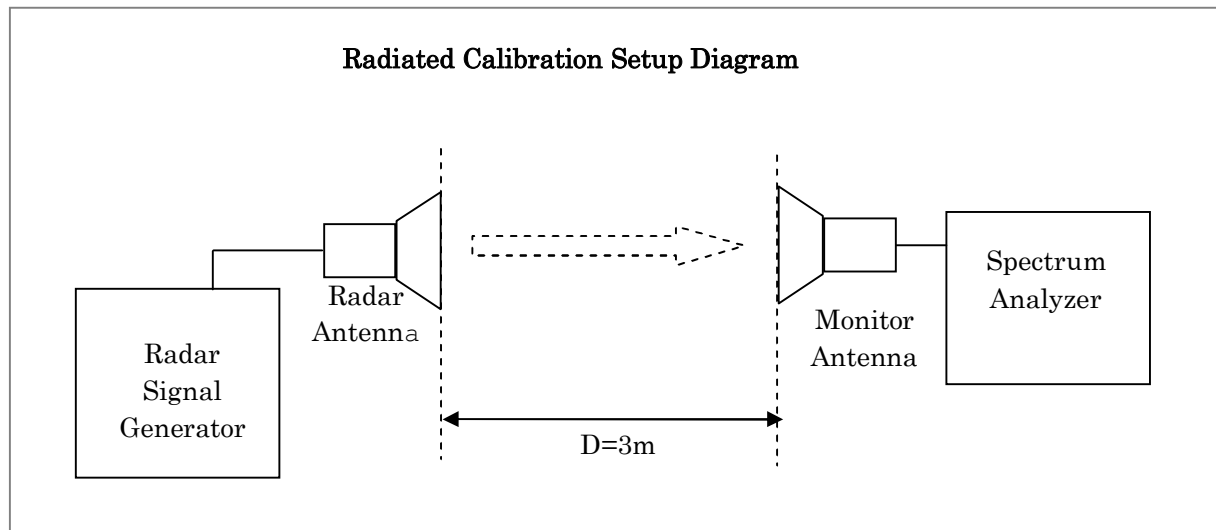 Radiated Calibration Setup Diagram
Radar
Antenna
Radar
Signal
Generator
D=3m
Monitor
Antenna
Spectrum
Analyzer